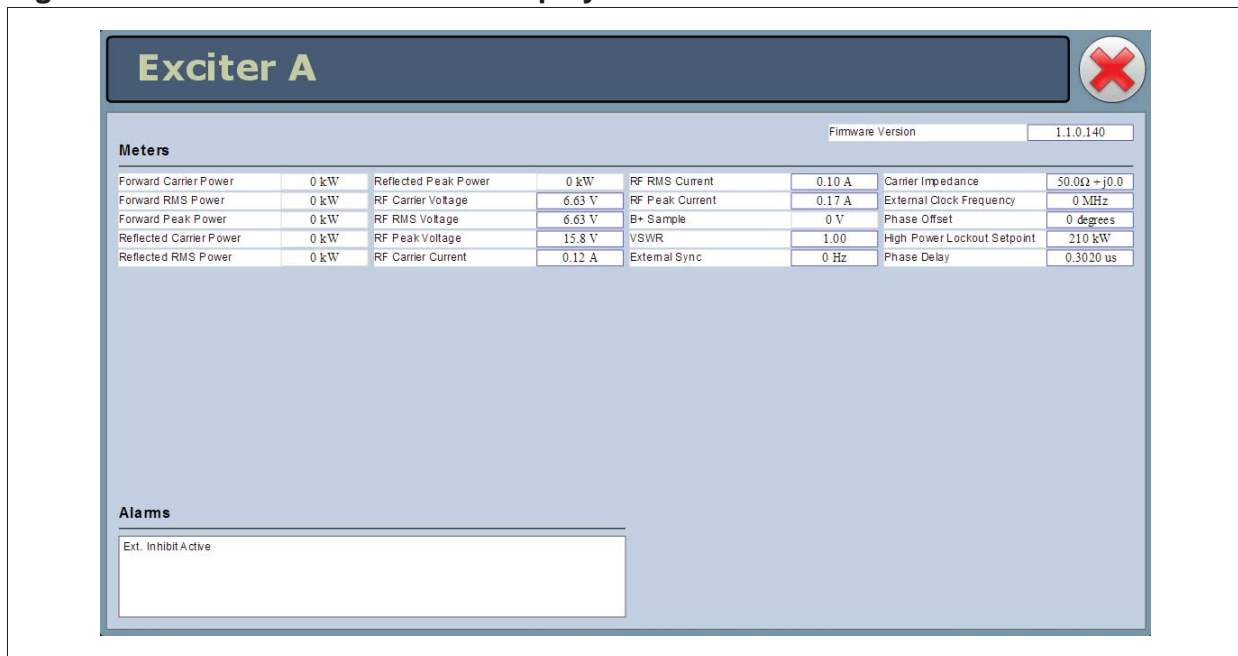 Exciter A
Firmware Version 1.1.0.140
Meters
Forward Carrier Power 0 kW Reflected Peak Power 0 kW RF RMS Current 0.10 A Carrier Impedance 50.0Ω +j0.0
Forward RMS Power 0 kW RF Carrier Voltage 6.63 V RF Peak Current 0.17 A External Clock Frequency 0 MHz
Forward Peak Power 0 kW RF RMS Voltage 6.63 V B+ Sample 0 V Phase Offset 0 degrees
Reflected Carrier Power 0 kW RF Peak Voltage 15.8 V VSWR 1.00 High Power Lockout Setpoint 210 kW
Reflected RMS Power 0 kW RF Carrier Current 0.12 A External Sync 0 Hz Phase Delay 0.3020 us
Alarms
Ext. Inhibit Active